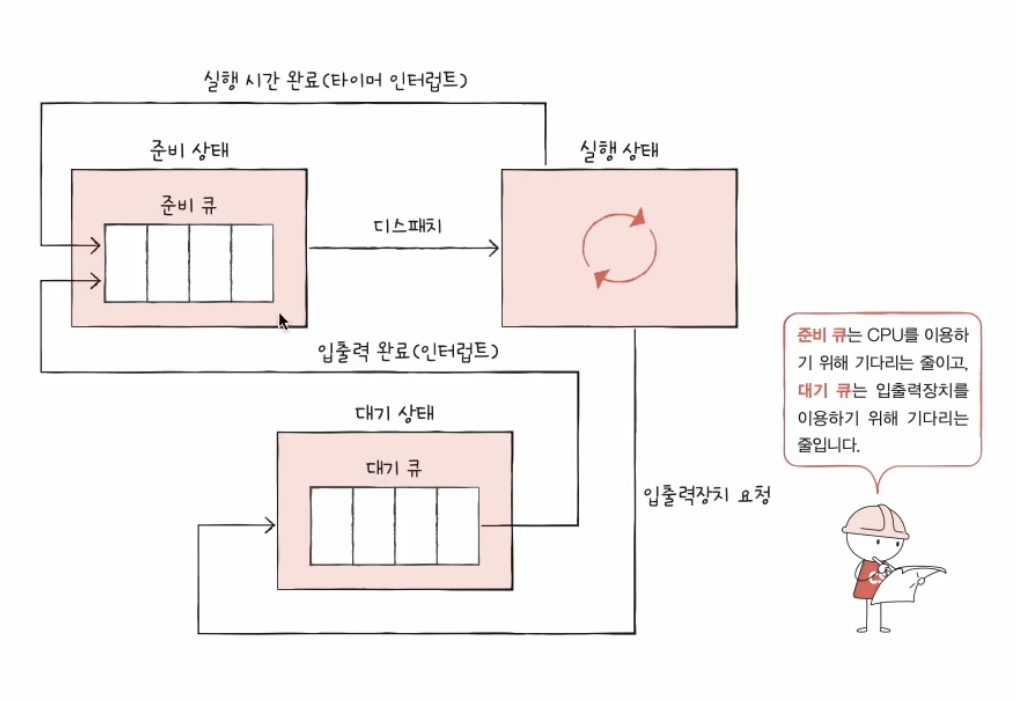 실행 시간 완료(타이머 인터럽트)
준비 상태
실행 상태
준비 큐
디스패치
입출력 완료(인터럽트)
대기 상태
대기 큐
입출력장치 요청
준비 큐는 CPU를 이용하
기 위해 기다리는 줄이고,
대기 큐는 입출력장치를
이용하기 위해 기다리는
줄입니다.